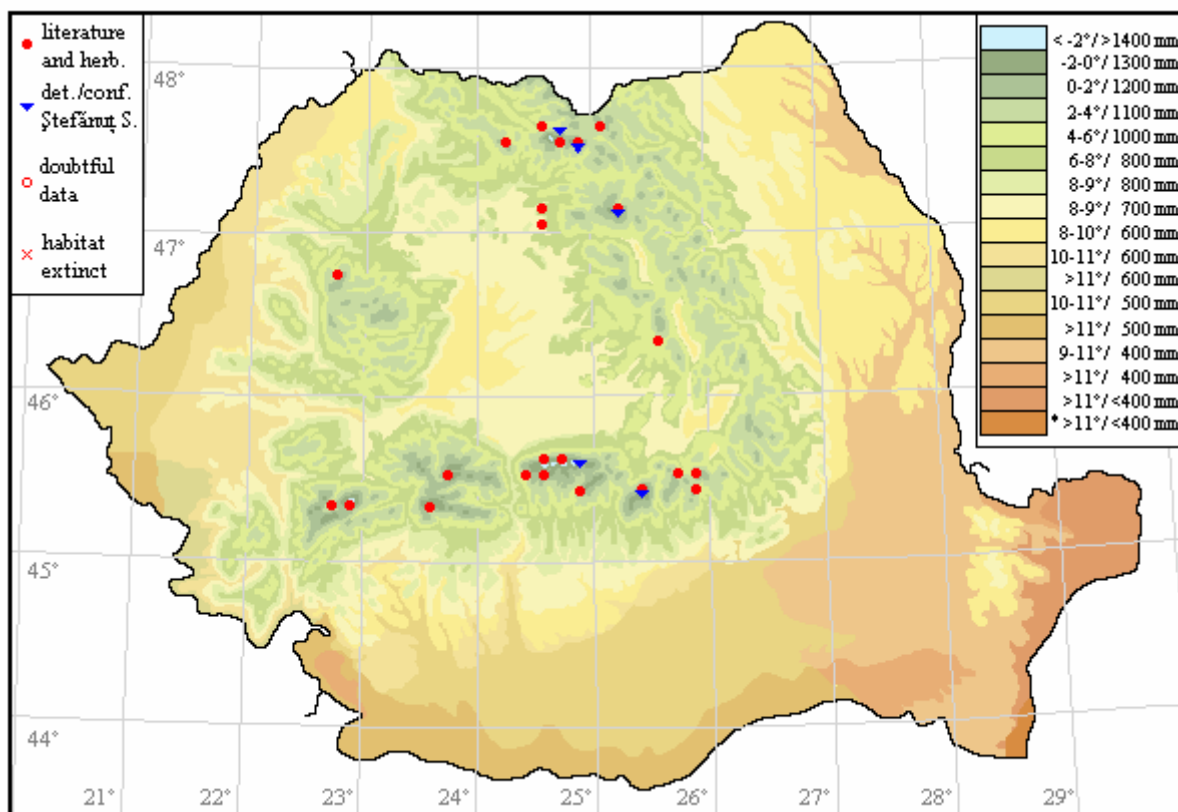 literature
and herb.
det./conf.
Ștefănuț S.
doubtful
data
habitat
extinct
< -2°/>1400 mm
-2-0°/ 1300 mm
0-2°/ 1200 mm
2-4°/ 1100 mm
4-6°/ 1000 mm
6-8°/ 800 mm
8-9°/ 800 mm
8-9°/ 700 mm
8-10°/ 600 mm
10-11°/ 600 mm
>11°/ 600 mm
10-11°/ 500 mm
>11°/ 500 mm
9-11°/ 400 mm
>11°/ 400 mm
>11°/<400 mm
* >11°/<400 mm
48°
47°
46°
45°
44°
21°
22°
23°
24°
25°
26°
27°
28°
29°